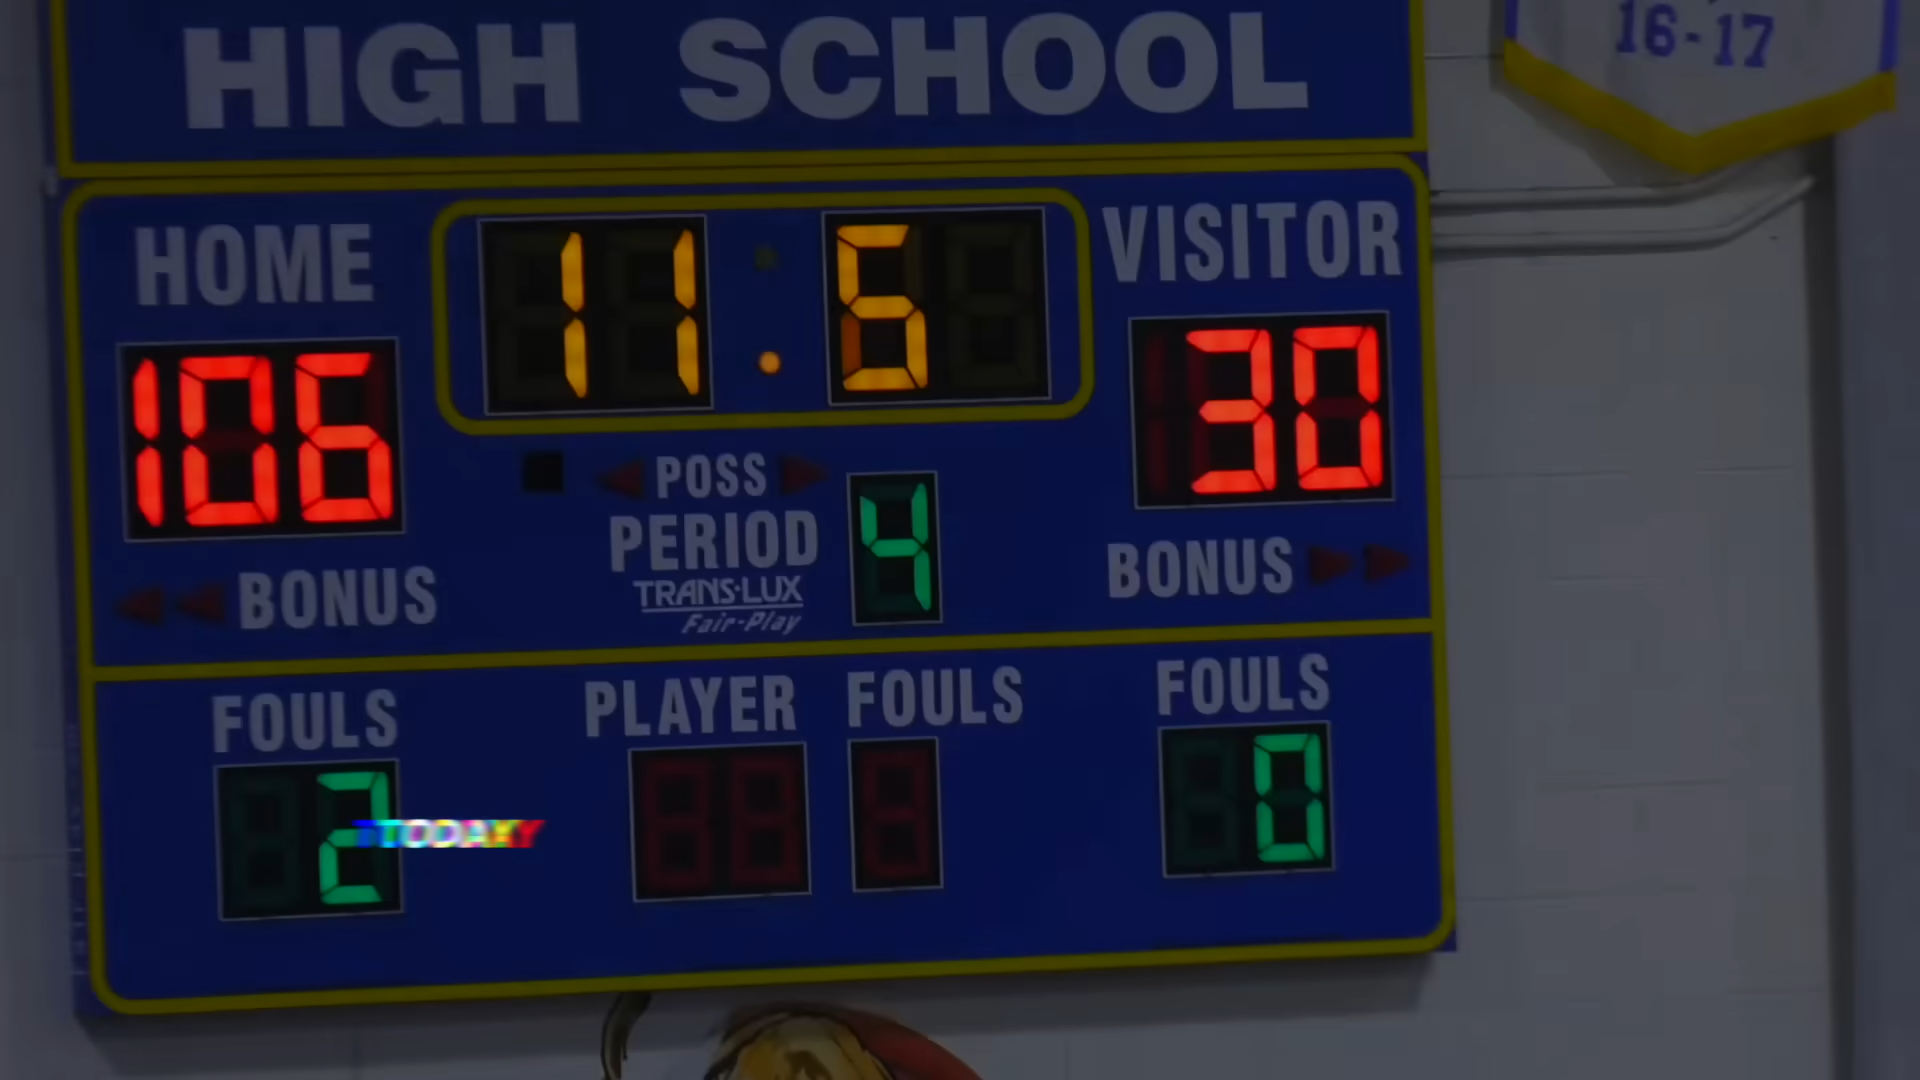 16-17
HIGH SCHOOL
HOME
11.5
VISITOR
106
30
POSS
PERIOD
4
TRANS-LUX
Fair-Play
BONUS
BONUS
FOULS
PLAYER FOULS
FOULS
2
0
TODAY